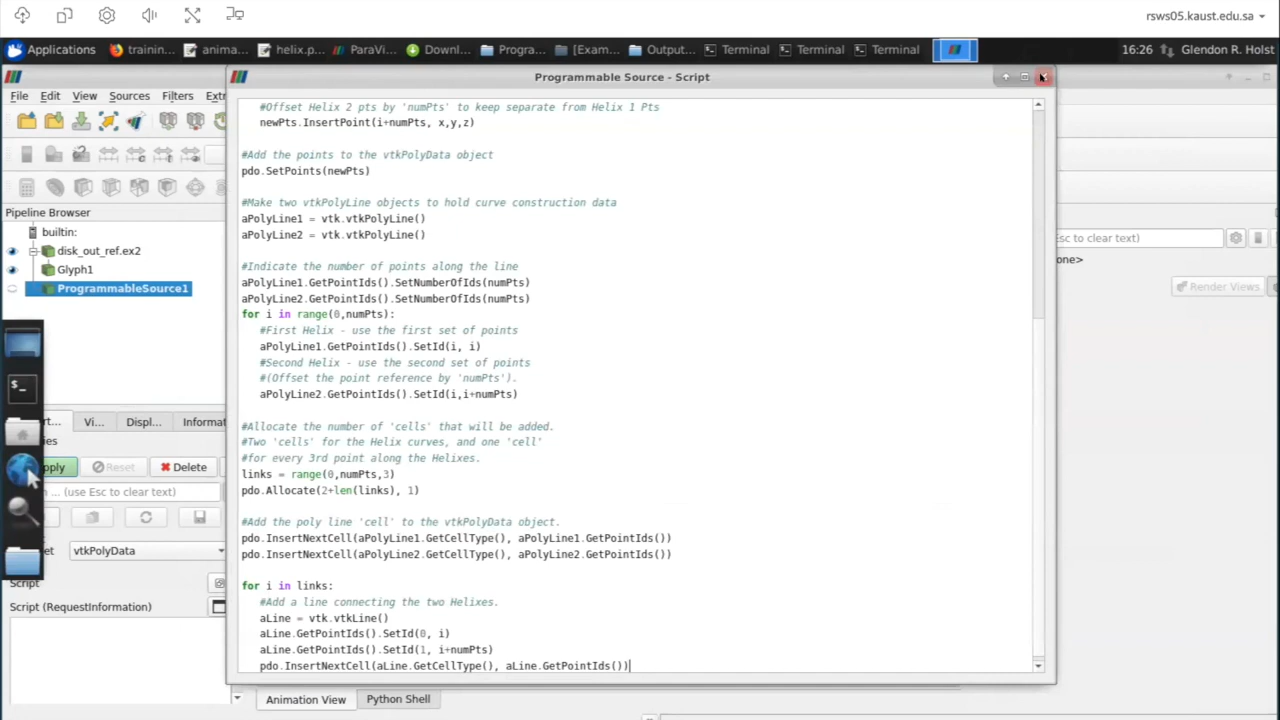 rsws05.kaust.edu.sa
Applications
trainin...
anima...
helix.p...
ParaVi...
Downl...
Progra...
[Exam...
Output...
Terminal
Terminal
Terminal
16:26
Glendon R. Holst
Programmable Source - Script
File Edit View Sources Filters Ext
Pipeline Browser
builtin:
disk_out_ref.ex2
Glyph1
ProgrammableSource1
#Offset Helix 2 pts by 'numPts' to keep separate from Helix 1 Pts
newPts.InsertPoint(i+numPts, x,y,z)
#Add the points to the vtkPolyData object
pdo.SetPoints(newPts)
#Make two vtkPolyLine objects to hold curve construction data
aPolyLine1 = vtk.vtkPolyLine()
aPolyLine2 = vtk.vtkPolyLine()
#Indicate the number of points along the line
aPolyLine1.GetPointIds().SetNumberOfIds(numPts)
aPolyLine2.GetPointIds().SetNumberOfIds(numPts)
for i in range(0,numPts):
#First Helix - use the first set of points
aPolyLine1.GetPointIds().SetId(i, i)
#Second Helix - use the second set of points
#(Offset the point reference by 'numPts').
aPolyLine2.GetPointIds().SetId(i,i+numPts)
#Allocate the number of 'cells' that will be added.
#Two 'cells' for the Helix curves, and one 'cell'
#for every 3rd point along the Helixes.
links = range(0,numPts,3)
pdo.Allocate(2+len(links), 1)
#Add the poly line 'cell' to the vtkPolyData object.
pdo.InsertNextCell(aPolyLine1.GetCellType(), aPolyLine1.GetPointIds())
pdo.InsertNextCell(aPolyLine2.GetCellType(), aPolyLine2.GetPointIds())
for i in links:
#Add a line connecting the two Helixes.
aLine = vtk.vtkLine()
aLine.GetPointIds().SetId(0, i)
aLine.GetPointIds().SetId(1, i+numPts)
pdo.InsertNextCell(aLine.GetCellType(), aLine.GetPointIds())
Esc to clear text)
one>
Render Views
rt... Vi... Displ... Informat
ies
pply Reset Delete
... (use Esc to clear text)
et vtkPolyData
Script
Script (RequestInformation)
Animation View
Python Shell